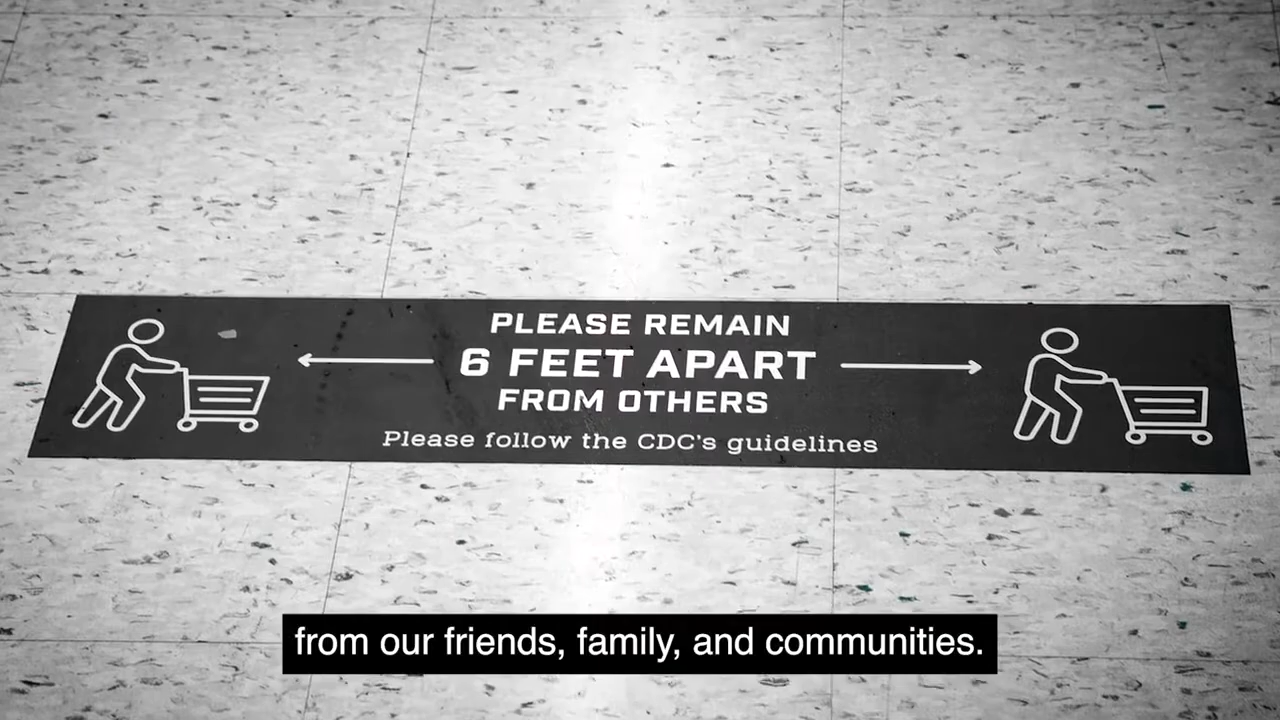 PLEASE REMAIN
6 FEET APART
FROM OTHERS
Please follow the CDC's guidelines
from our friends, family, and communities.